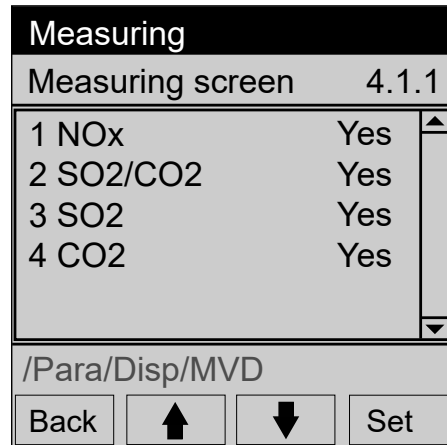 Measuring
Measuring screen 4.1.1
1 NOx Yes
2 SO2/CO2 Yes
3 SO2 Yes
4 CO2 Yes
/Para/Disp/MVD
Back Set